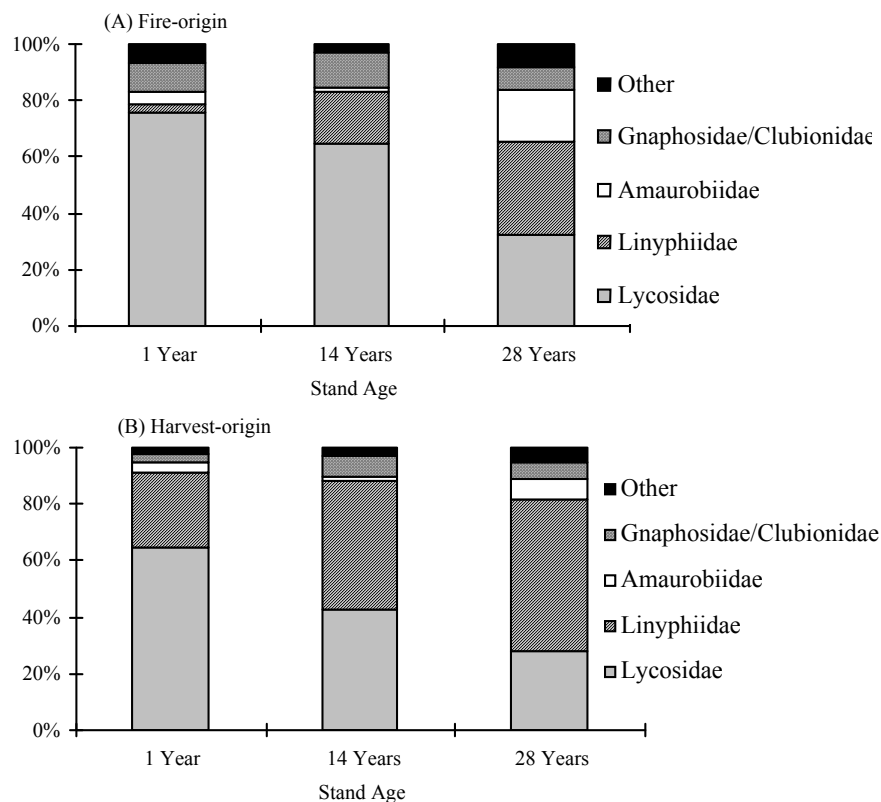 (A) Fire-origin
100%
80%
60%
40%
20%
0%
1 Year
14 Years
28 Years
Stand Age
Other
Gnaphosidae/Clubionidae
Amaurobiidae
Linyphiidae
Lycosidae
(B) Harvest-origin
100%
80%
60%
40%
20%
0%
1 Year
14 Years
28 Years
Stand Age
Other
Gnaphosidae/Clubionidae
Amaurobiidae
Linyphiidae
Lycosidae